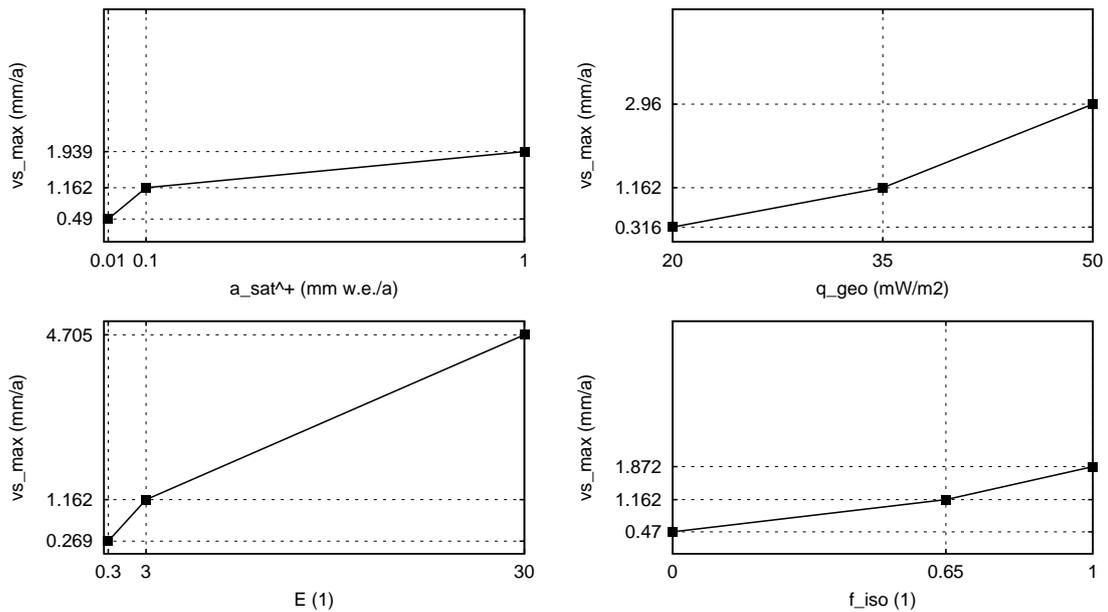 vs_max (mm/a)
1.939
1.162
0.49
0.01 0.1 1
a_sat^+ (mm w.e./a)
vs_max (mm/a)
2.96
1.162
0.316
20 35 50
q_geo (mW/m2)
vs_max (mm/a)
4.705
1.162
0.269
0.3 3 30
E (1)
vs_max (mm/a)
1.872
1.162
0.47
0 0.65 1
f_iso (1)